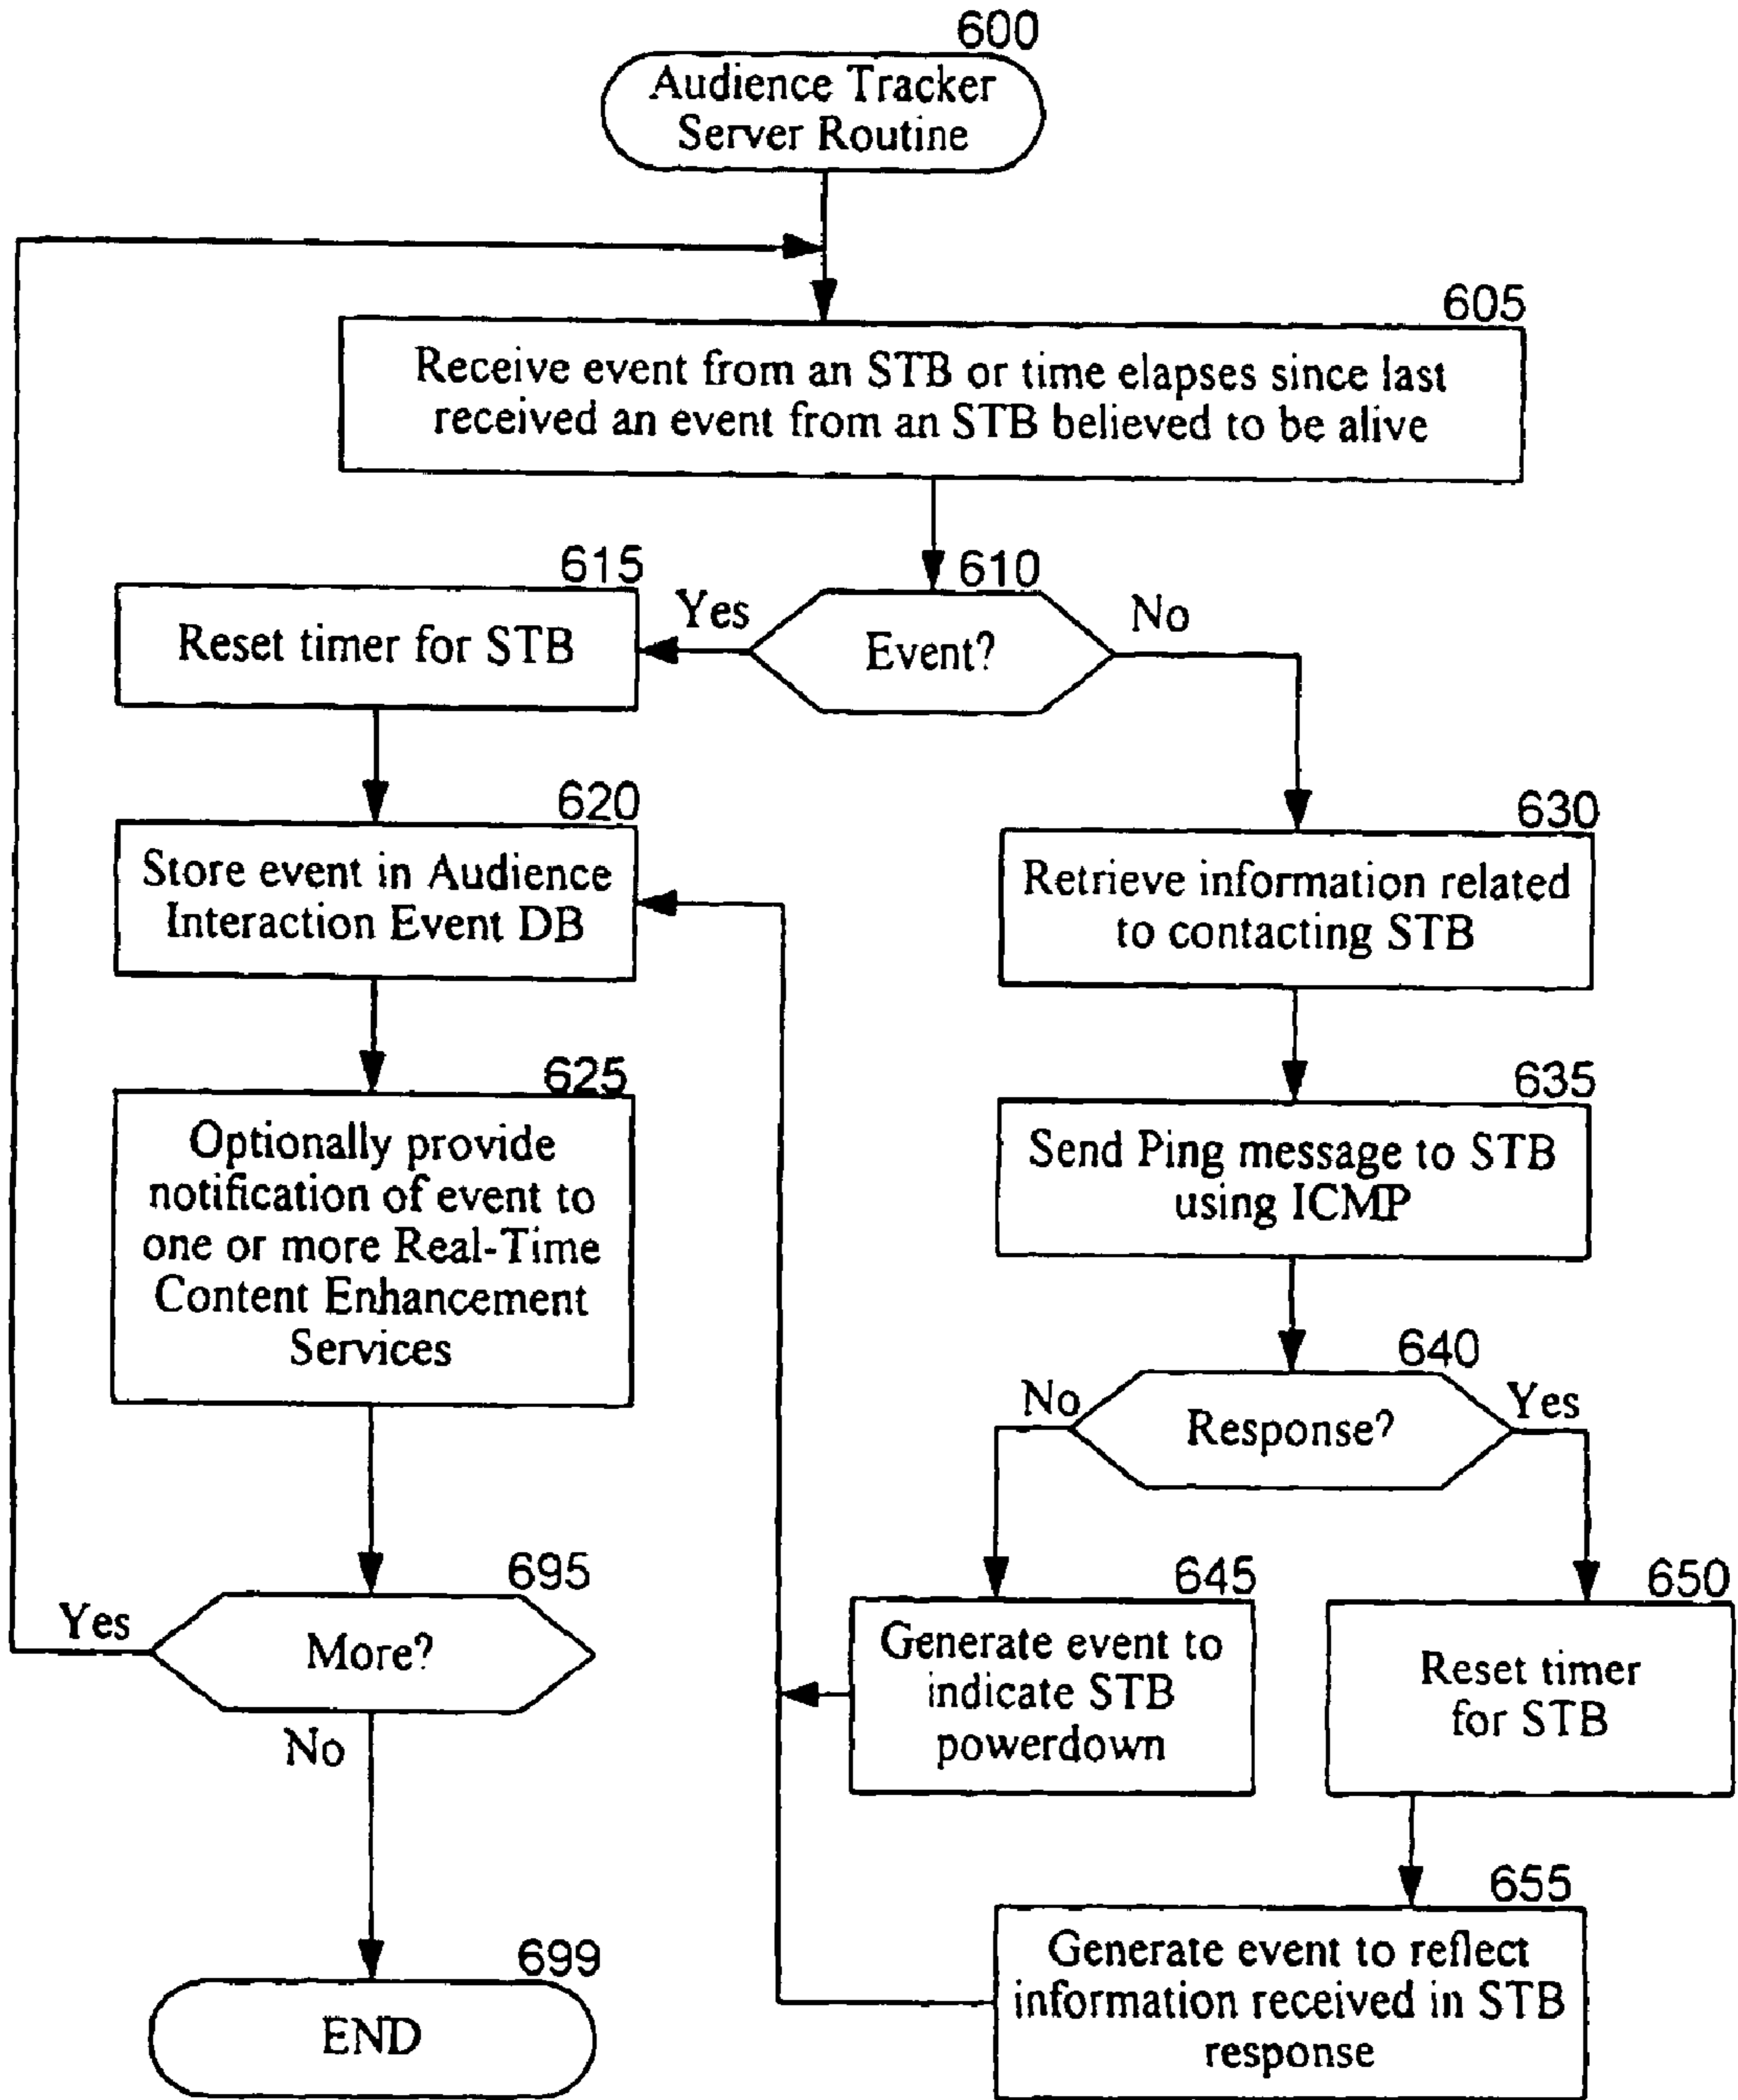 600
Audience Tracker
Server Routine
605
Receive event from an STB or time elapses since last
received an event from an STB believed to be alive
610
Event?
Yes
No
615
Reset timer for STB
620
Store event in Audience
Interaction Event DB
625
Optionally provide
notification of event to
one or more Real-Time
Content Enhancement
Services
630
Retrieve information related
to contacting STB
635
Send Ping message to STB
using ICMP
640
Response?
No
Yes
645
Generate event to
indicate STB
powerdown
650
Reset timer
for STB
655
Generate event to reflect
information received in STB
response
695
More?
Yes
No
699
END